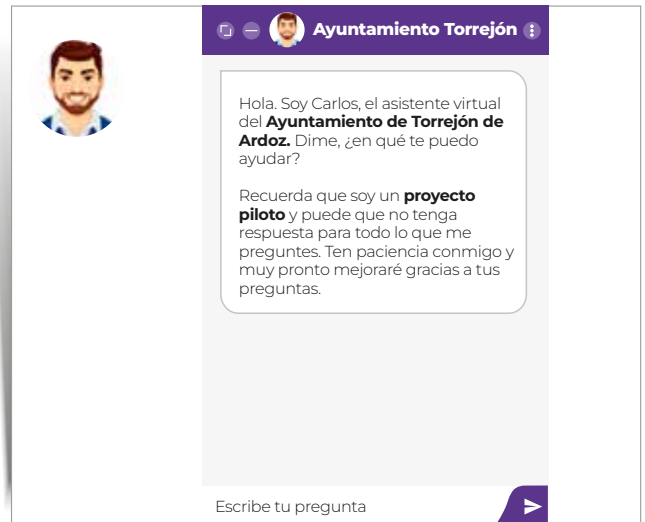 Ayuntamiento Torrejón
Hola. Soy Carlos, el asistente virtual
del Ayuntamiento de Torrejón de
Ardoz. Dime, ¿en qué te puedo
ayudar?
Recuerda que soy un proyecto
piloto y puede que no tenga
respuesta para todo lo que me
preguntes. Ten paciencia conmigo y
muy pronto mejoraré gracias a tus
preguntas.
Escribe tu pregunta